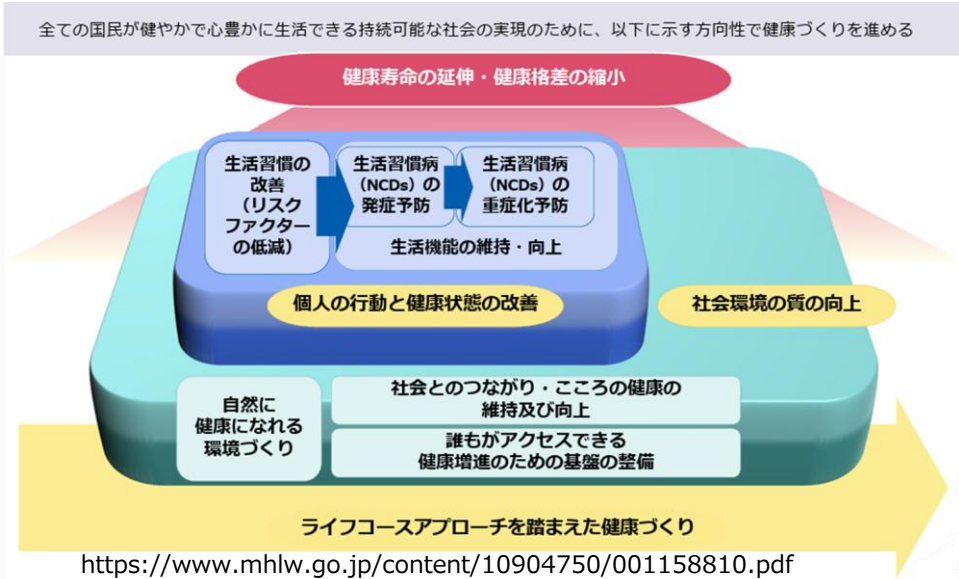 全ての国民が健やかで心豊かに生活できる持続可能な社会の実現のために、以下に示す方向性で健康づくりを進める
健康寿命の延伸・健康格差の縮小
生活習慣の
改善
（リスク
ファクター
の低減）
生活習慣病
（NCDs）の
発症予防
生活習慣病
（NCDs）の
重症化予防
生活機能の維持・向上
個人の行動と健康状態の改善
社会環境の質の向上
自然に
健康になれる
環境づくり
社会とのつながり・こころの健康の
維持及び向上
誰もがアクセスできる
健康増進のための基盤の整備
ライフコースアプローチを踏まえた健康づくり
https://www.mhlw.go.jp/content/10904750/001158810.pdf